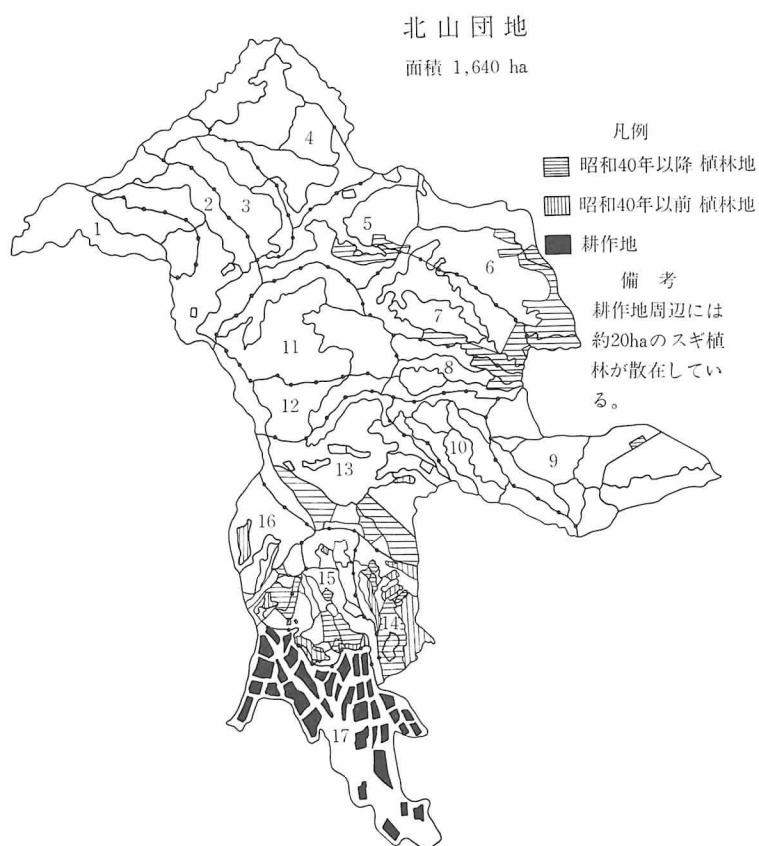 北山団地
面積 1,640 ha
凡例
昭和40年以降 植林地
昭和40年以前 植林地
耕作地
備考
耕作地周辺には
約20haのスギ植
林が散在してい
る。
4
1
2
3
5
6
7
11
8
12
10
9
13
16
15
14
17